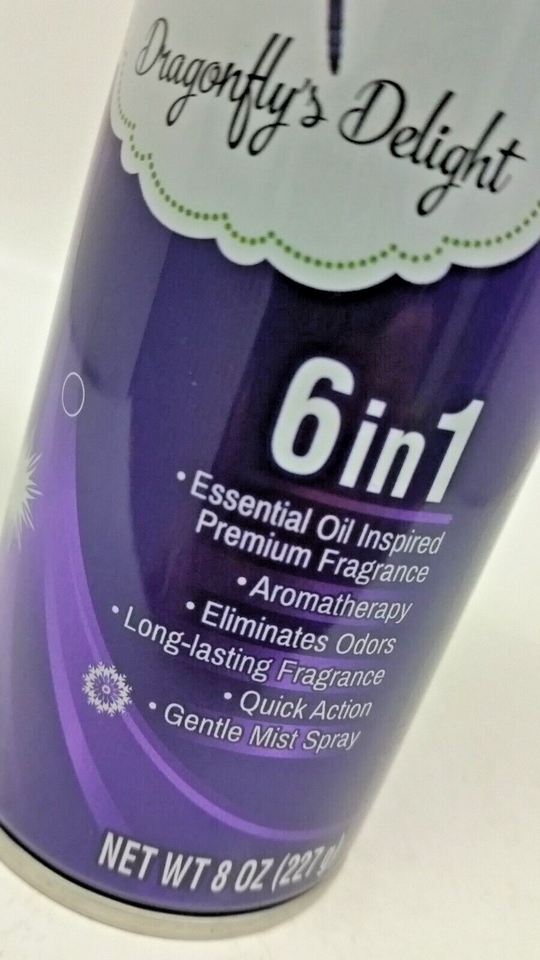 Dragonfly's Delight
6 in 1
• Essential Oil Inspired
Premium Fragrance
• Aromatherapy
• Eliminates Odors
• Long-lasting Fragrance
• Quick Action
• Gentle Mist Spray
NET WT 8 OZ (227 g)